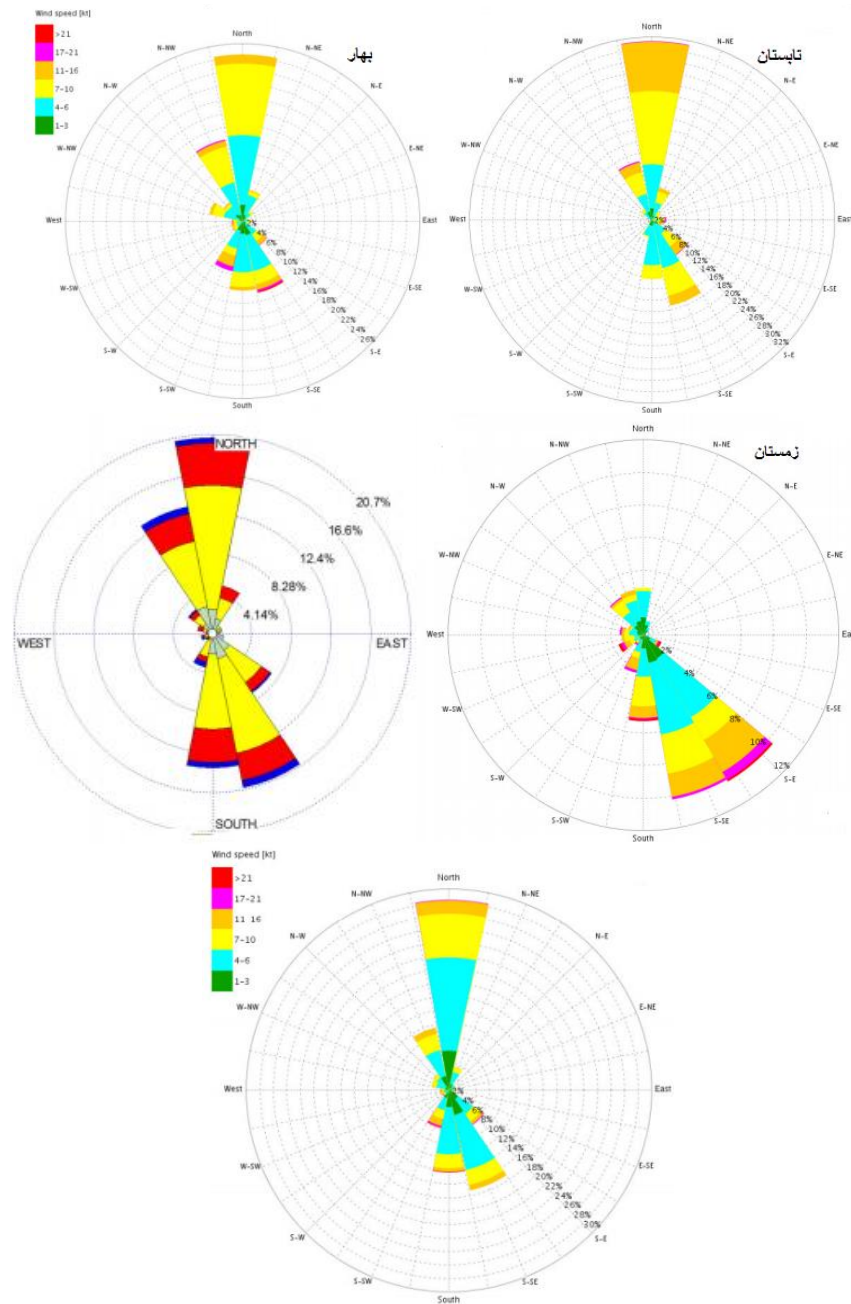 Wind speed [kt]
>21
17-21
11-16
7-10
4-6
1-3
بهار
North
N-NW
N-NE
N-W
N-E
W-NW
E-NE
West
East
W-SW
E-SE
S-W
S-E
S-SW
S-SE
South
2%
4%
6%
8%
10%
12%
14%
16%
18%
20%
22%
24%
26%
تابستان
North
N-NW
N-NE
N-W
N-E
W-NW
E-NE
West
East
W-SW
E-SE
S-W
S-E
S-SW
S-SE
South
2%
4%
6%
8%
10%
12%
14%
16%
18%
20%
22%
24%
26%
28%
30%
32%
NORTH
WEST
EAST
SOUTH
20.7%
16.6%
12.4%
8.28%
4.14%
زمستان
North
N-NW
N-NE
N-W
N-E
W-NW
E-NE
West
East
W-SW
E-SE
S-W
S-E
S-SW
S-SE
South
2%
4%
6%
8%
10%
12%
Wind speed [kt]
>21
17-21
11 16
7-10
4-6
1-3
North
N-NW
N-NE
N-W
N-E
W-NW
E-NE
West
East
W-SW
E-SE
S-W
S-E
S-SW
S-SE
South
2%
4%
6%
8%
10%
12%
14%
16%
18%
20%
22%
24%
26%
28%
30%